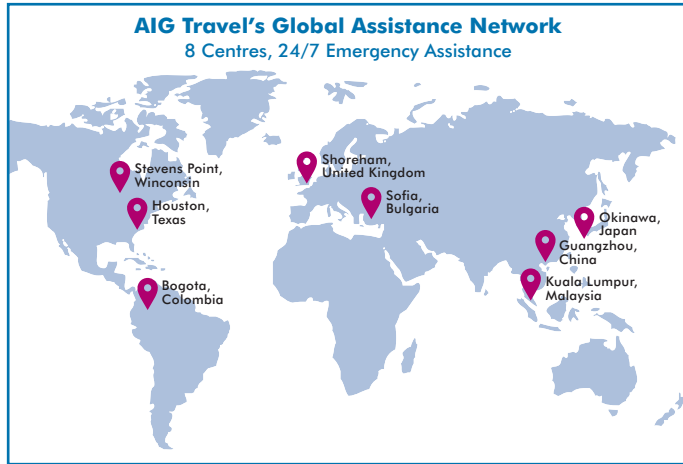 AIG Travel's Global Assistance Network
8 Centres, 24/7 Emergency Assistance
Stevens Point,
Winconsin
Houston,
Texas
Bogota,
Colombia
Shoreham,
United Kingdom
Sofia,
Bulgaria
Okinawa,
Japan
Guangzhou,
China
Kuala Lumpur,
Malaysia